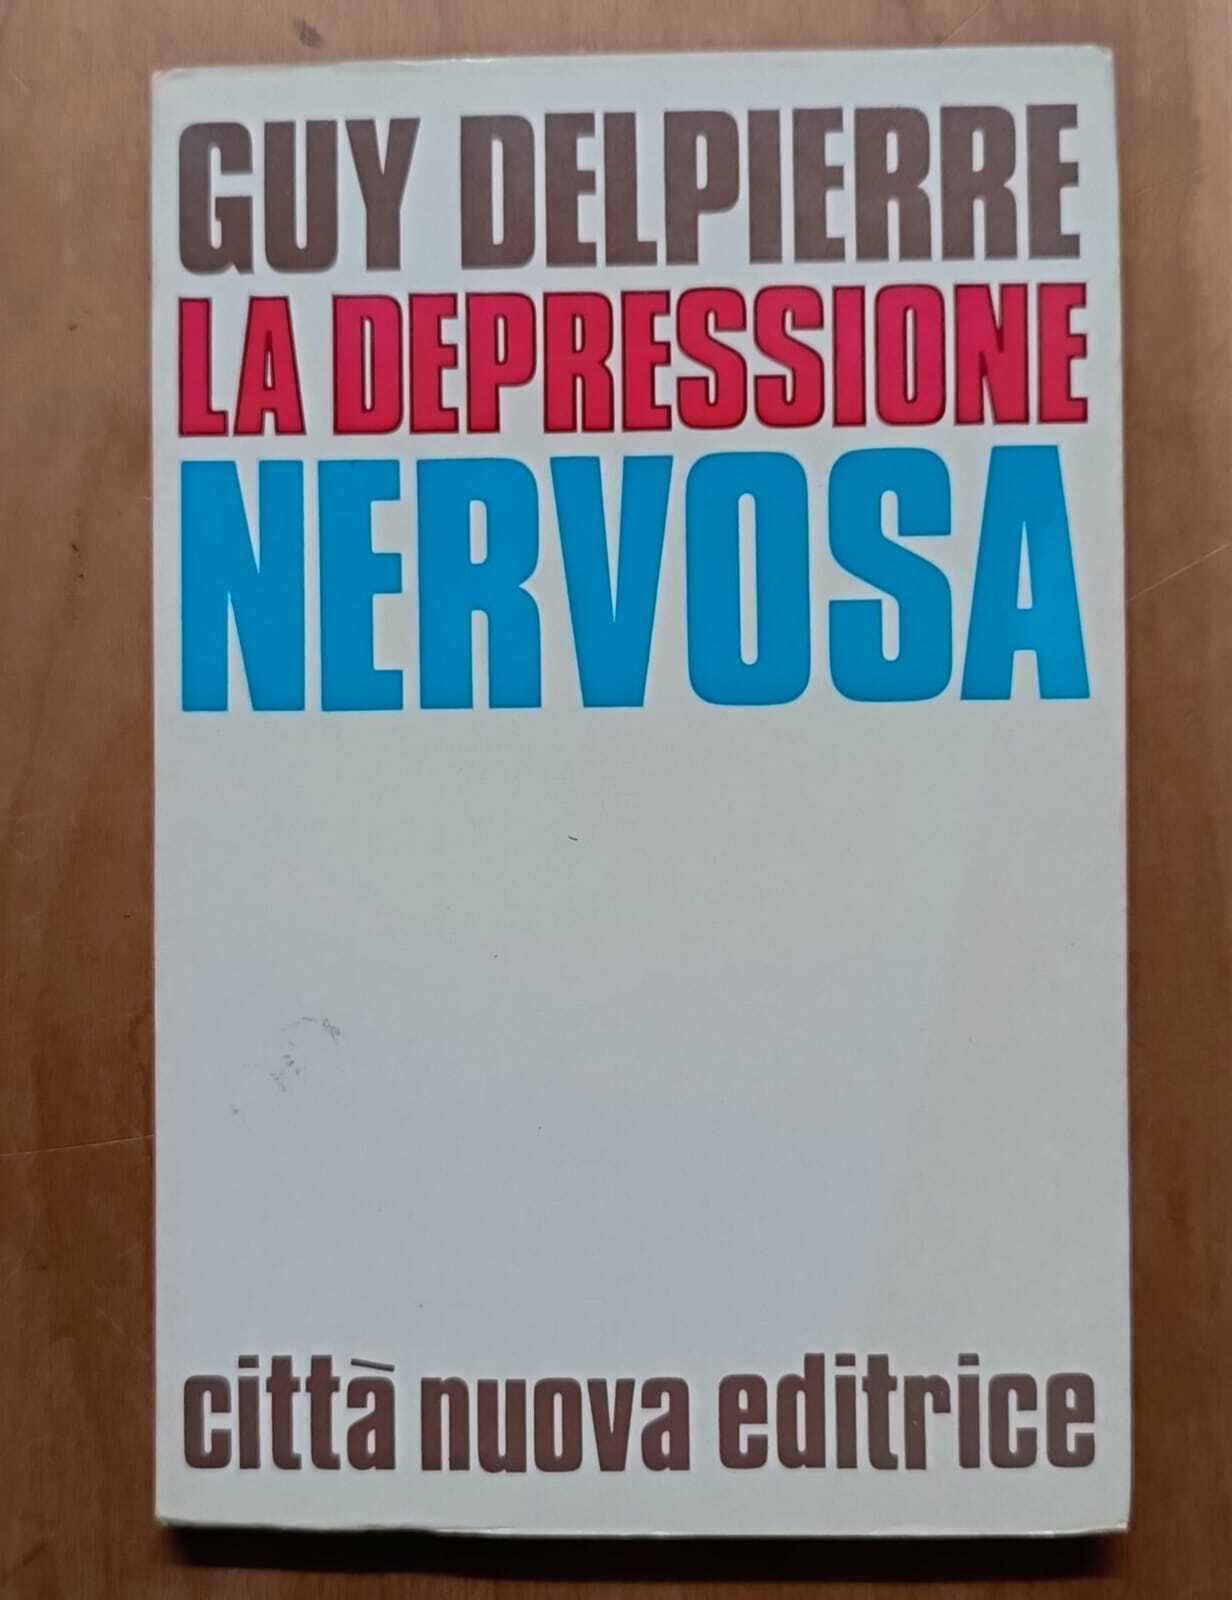 GUY DELPIERRE
LA DEPRESSIONE
NERVOSA
città nuova editrice